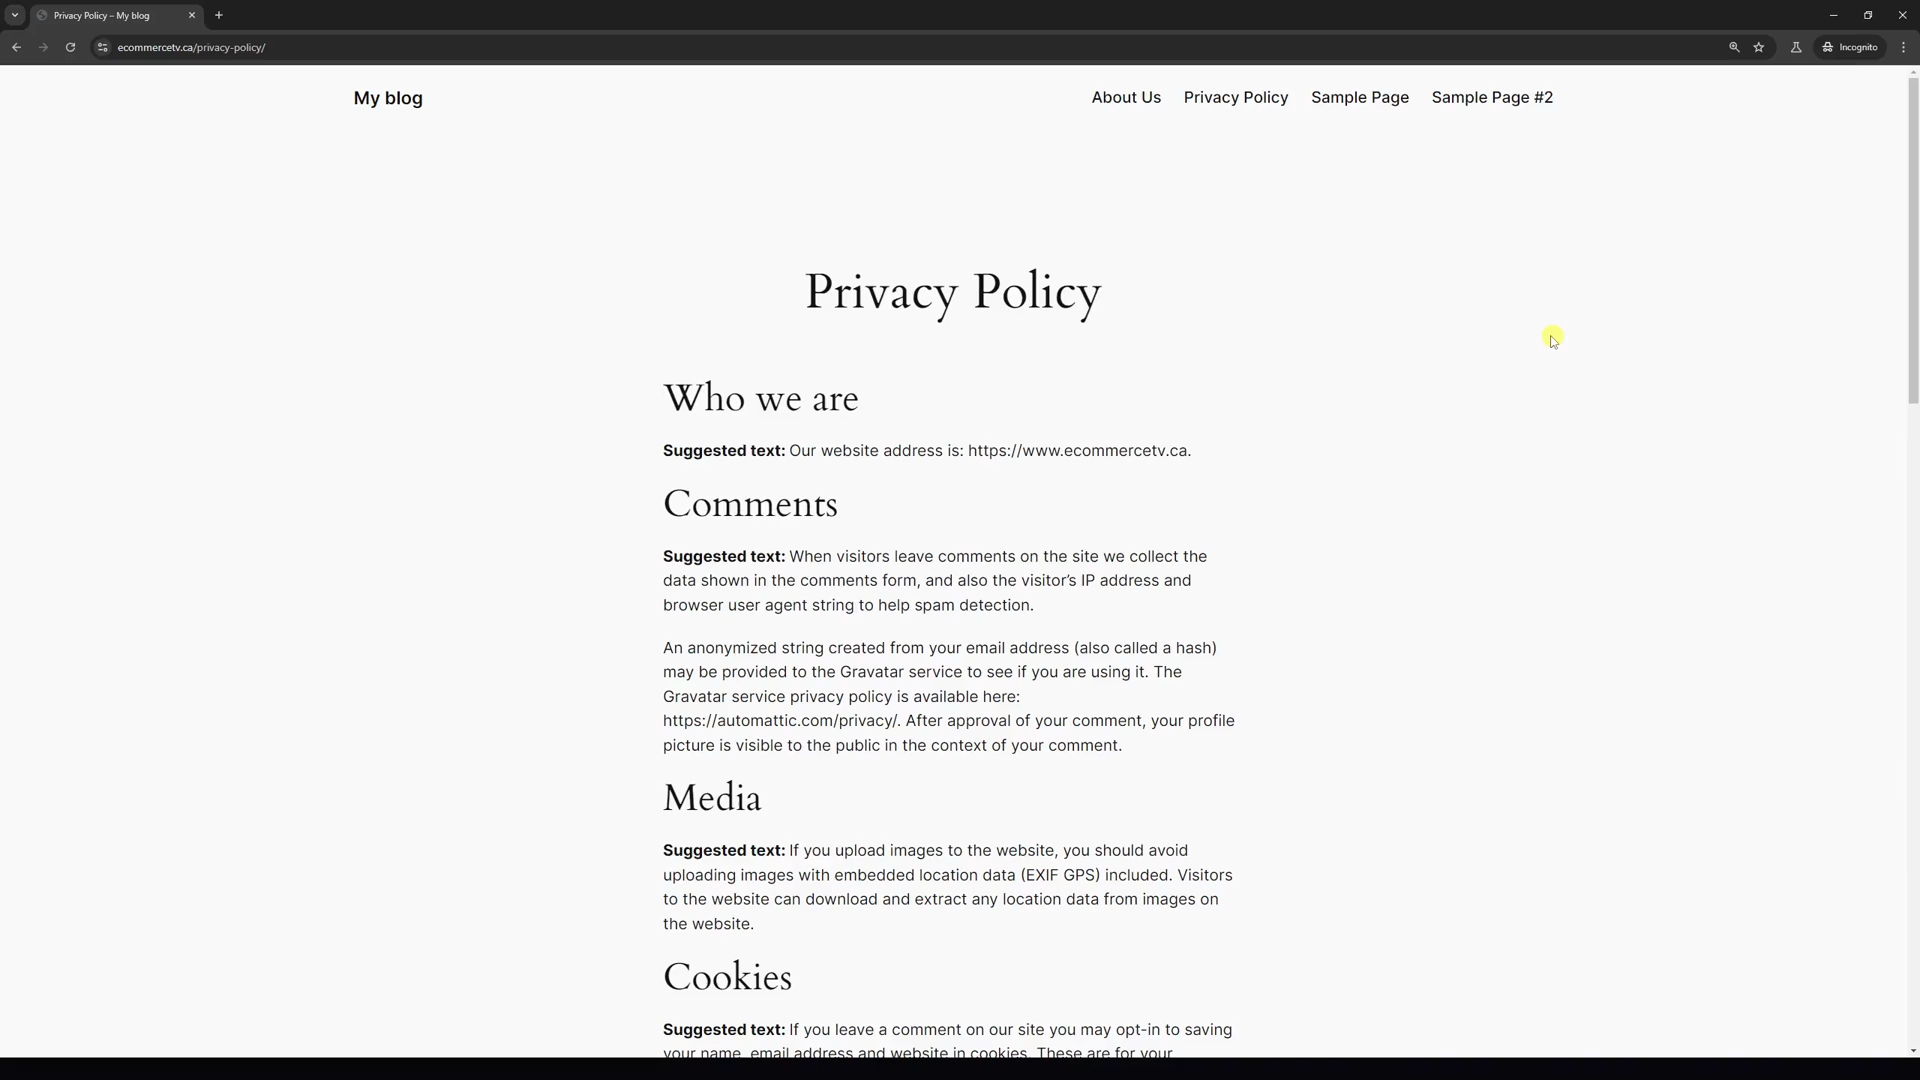 Privacy Policy – My blog
ecommercetv.ca/privacy-policy/
Incognito
My blog
About Us
Privacy Policy
Sample Page
Sample Page #2
Privacy Policy
Who we are
Suggested text: Our website address is: https://www.ecommercetv.ca.
Comments
Suggested text: When visitors leave comments on the site we collect the
data shown in the comments form, and also the visitor’s IP address and
browser user agent string to help spam detection.
An anonymized string created from your email address (also called a hash)
may be provided to the Gravatar service to see if you are using it. The
Gravatar service privacy policy is available here:
https://automattic.com/privacy/. After approval of your comment, your profile
picture is visible to the public in the context of your comment.
Media
Suggested text: If you upload images to the website, you should avoid
uploading images with embedded location data (EXIF GPS) included. Visitors
to the website can download and extract any location data from images on
the website.
Cookies
Suggested text: If you leave a comment on our site you may opt-in to saving
your name, email address and website in cookies. These are for your